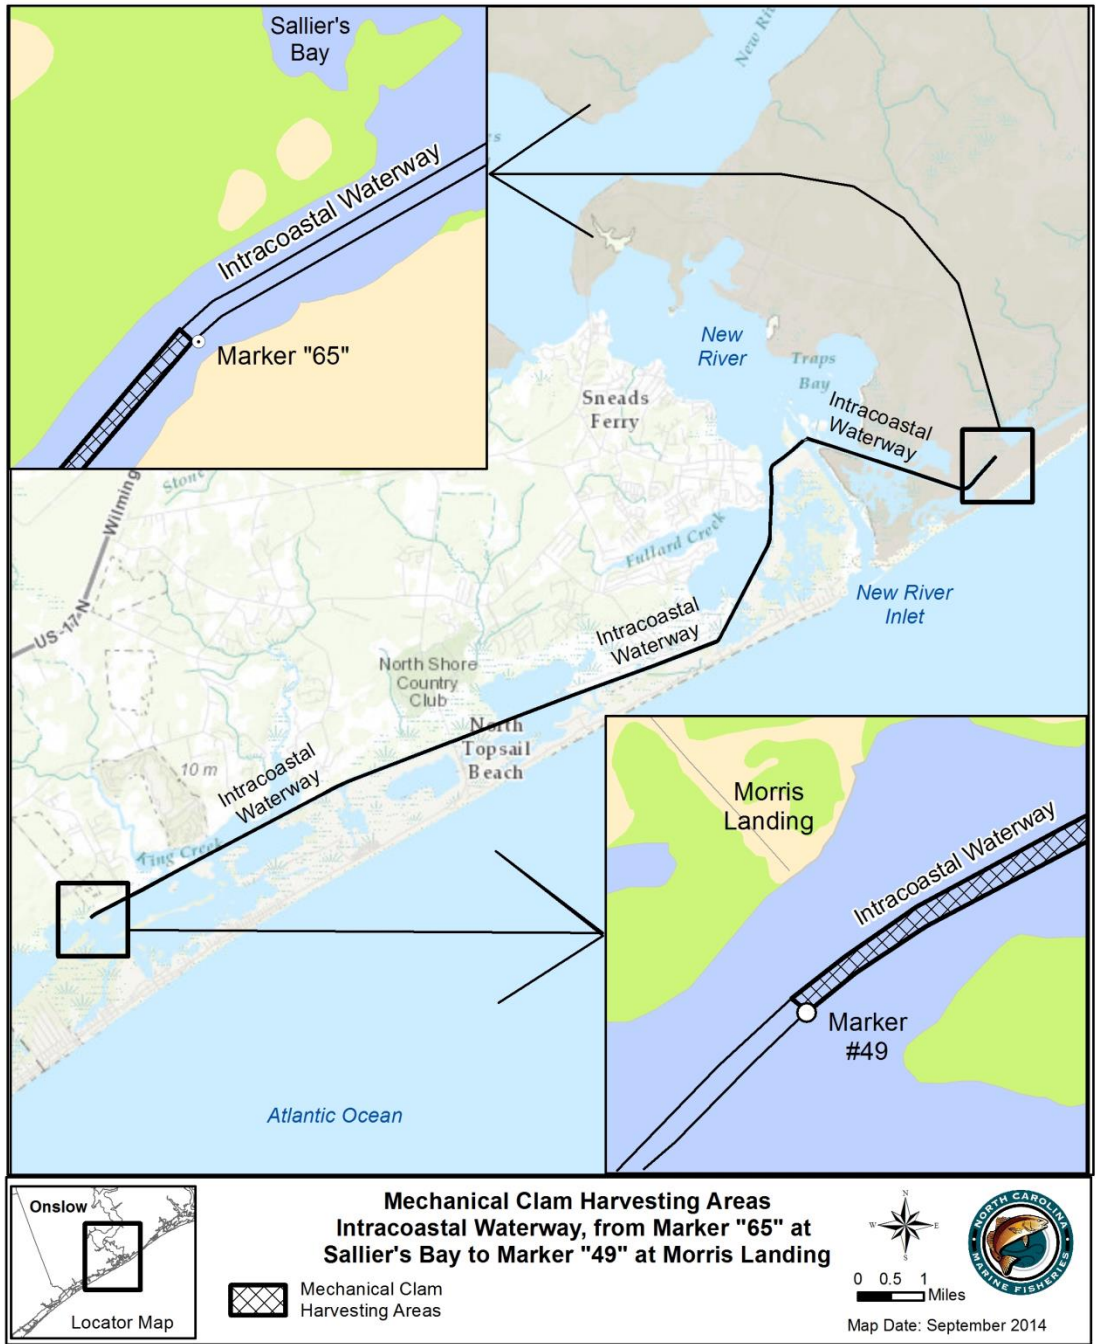 Sallier's
Bay
Intracoastal Waterway
Marker "65"
New
River
Traps
Bay
Sneads
Ferry
Intracoastal
Waterway
Wilming
US-17-N
Fullard Creek
New River
Inlet
Intracoastal
Waterway
North Shore
Country
Club
North
Topsail
Beach
10 m
Intracoastal
Waterway
King Creek
Morris
Landing
Intracoastal Waterway
Marker
#49
Atlantic Ocean
Onslow
Locator Map
Mechanical Clam Harvesting Areas
Intracoastal Waterway, from Marker "65" at
Sallier's Bay to Marker "49" at Morris Landing
Mechanical Clam
Harvesting Areas
N
W E
S
0 0.5 1
Miles
NORTH CAROLINA
MARINE FISHERIES
Map Date: September 2014